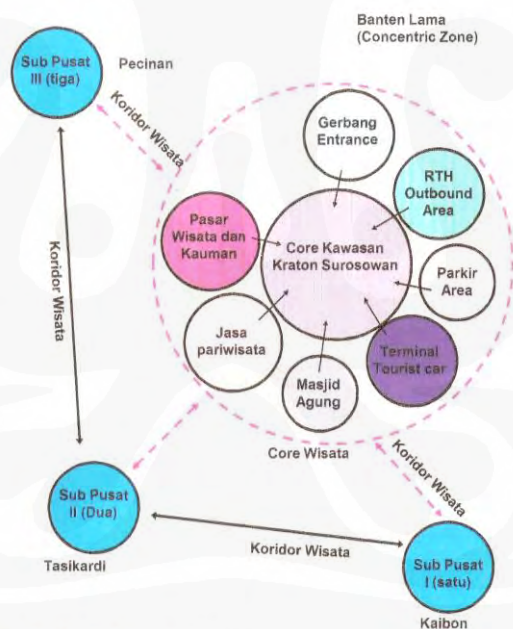 Banten Lama
(Concentric Zone)
Sub Pusat
III (tiga)
Pecinan
Koridor Wisata
Gerbang
Entrance
RTH
Outbound
Area
Pasar
Wisata dan
Kauman
Core Kawasan
Kraton Surosowan
Parkir
Area
Koridor Wisata
Jasa
pariwisata
Masjid
Agung
Terminal
Tourist car
Core Wisata
Koridor Wisata
Sub Pusat
II (Dua)
Tasikardi
Koridor Wisata
Sub Pusat
I (satu)
Kaibon